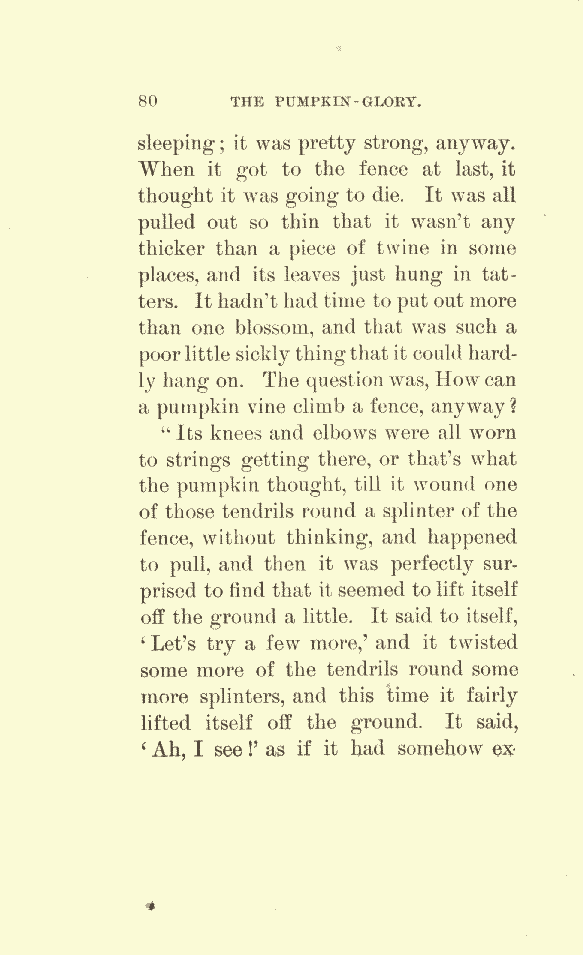 80 THE PUMPKIN-GLORY.
sleeping; it was pretty strong, anyway.
When it got to the fence at last, it
thought it was going to die. It was all
pulled out so thin that it wasn't any
thicker than a piece of twine in some
places, and its leaves just hung in tat-
ters. It hadn't had time to put out more
than one blossom, and that was such a
poor little sickly thing that it could hard-
ly hang on. The question was, How can
a pumpkin vine climb a fence, anyway?
"Its knees and elbows were all worn
to strings getting there, or that's what
the pumpkin thought, till it wound one
of those tendrils round a splinter of the
fence, without thinking, and happened
to pull, and then it was perfectly sur-
prised to find that it seemed to lift itself
off the ground a little. It said to itself,
'Let's try a few more,' and it twisted
some more of the tendrils round some
more splinters, and this time it fairly
lifted itself off the ground. It said,
'Ah, I see!' as if it had somehow ex-